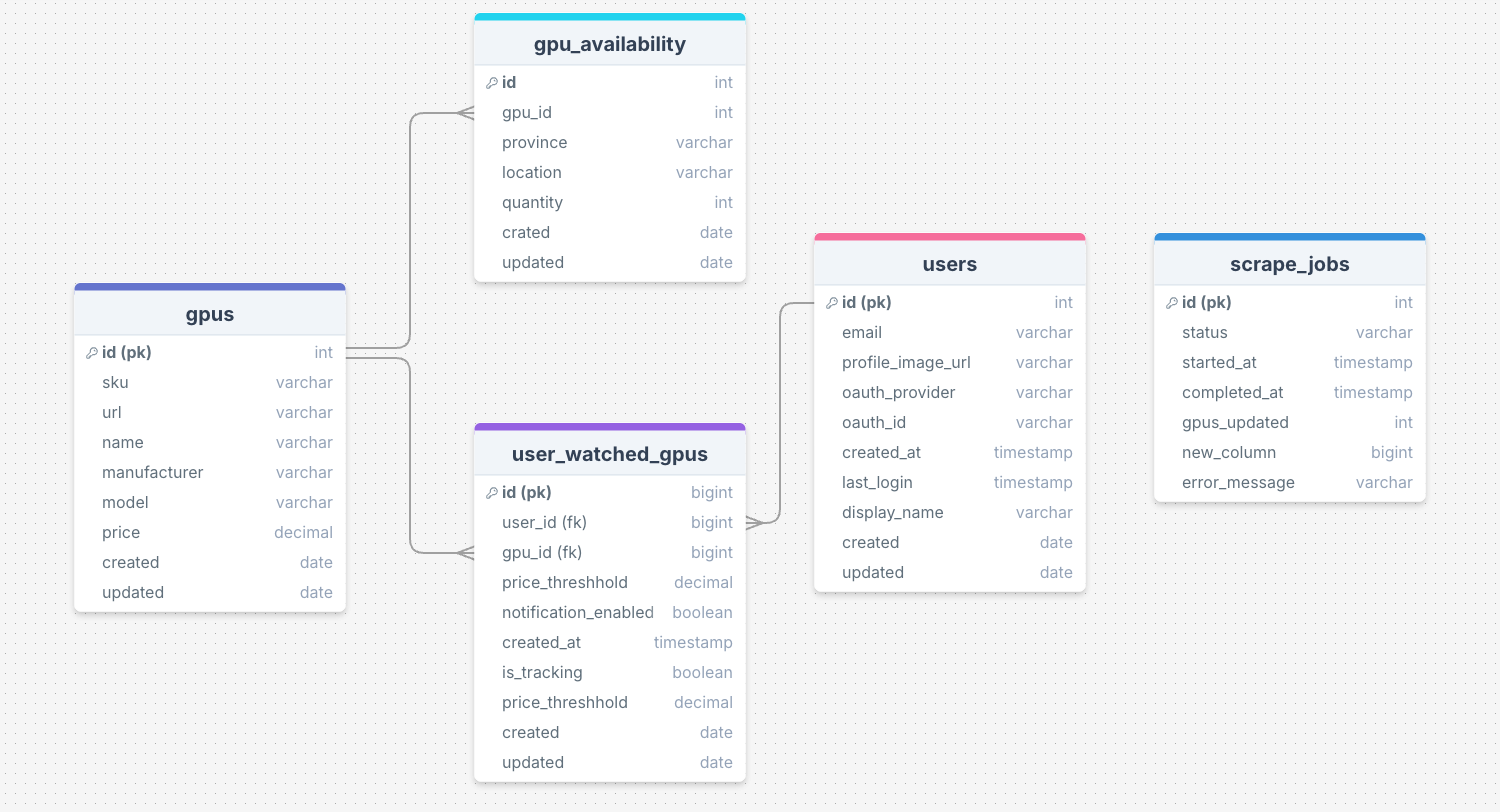 gpu_availability
id int
gpu_id int
province varchar
location varchar
quantity int
crated date
updated date
gpus
id (pk) int
sku varchar
url varchar
name varchar
manufacturer varchar
model varchar
price decimal
created date
updated date
user_watched_gpus
id (pk) bigint
user_id (fk) bigint
gpu_id (fk) bigint
price_threshhold decimal
notification_enabled boolean
created_at timestamp
is_tracking boolean
price_threshhold decimal
created date
updated date
users
id (pk) int
email varchar
profile_image_url varchar
oauth_provider varchar
oauth_id varchar
created_at timestamp
last_login timestamp
display_name varchar
created date
updated date
scrape_jobs
id (pk) int
status varchar
started_at timestamp
completed_at timestamp
gpus_updated int
new_column bigint
error_message varchar